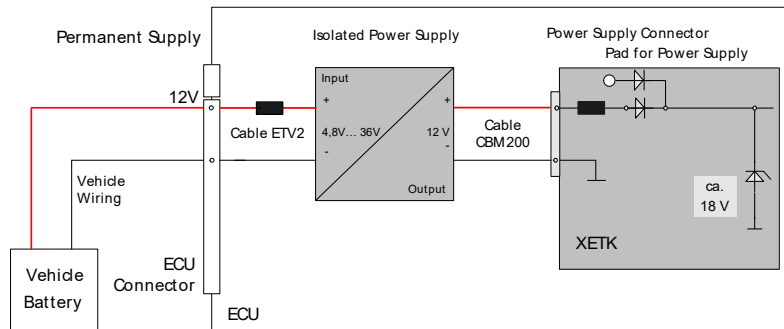 Permanent Supply
Isolated Power Supply
Power Supply Connector
Pad for Power Supply
Input
12V
+
+
Cable ETV2
4,8V... 36V
12 V
Cable
CBM200
-
-
Vehicle
Wiring
Output
ca.
18 V
XETK
ECU
Connector
Vehicle
Battery
ECU